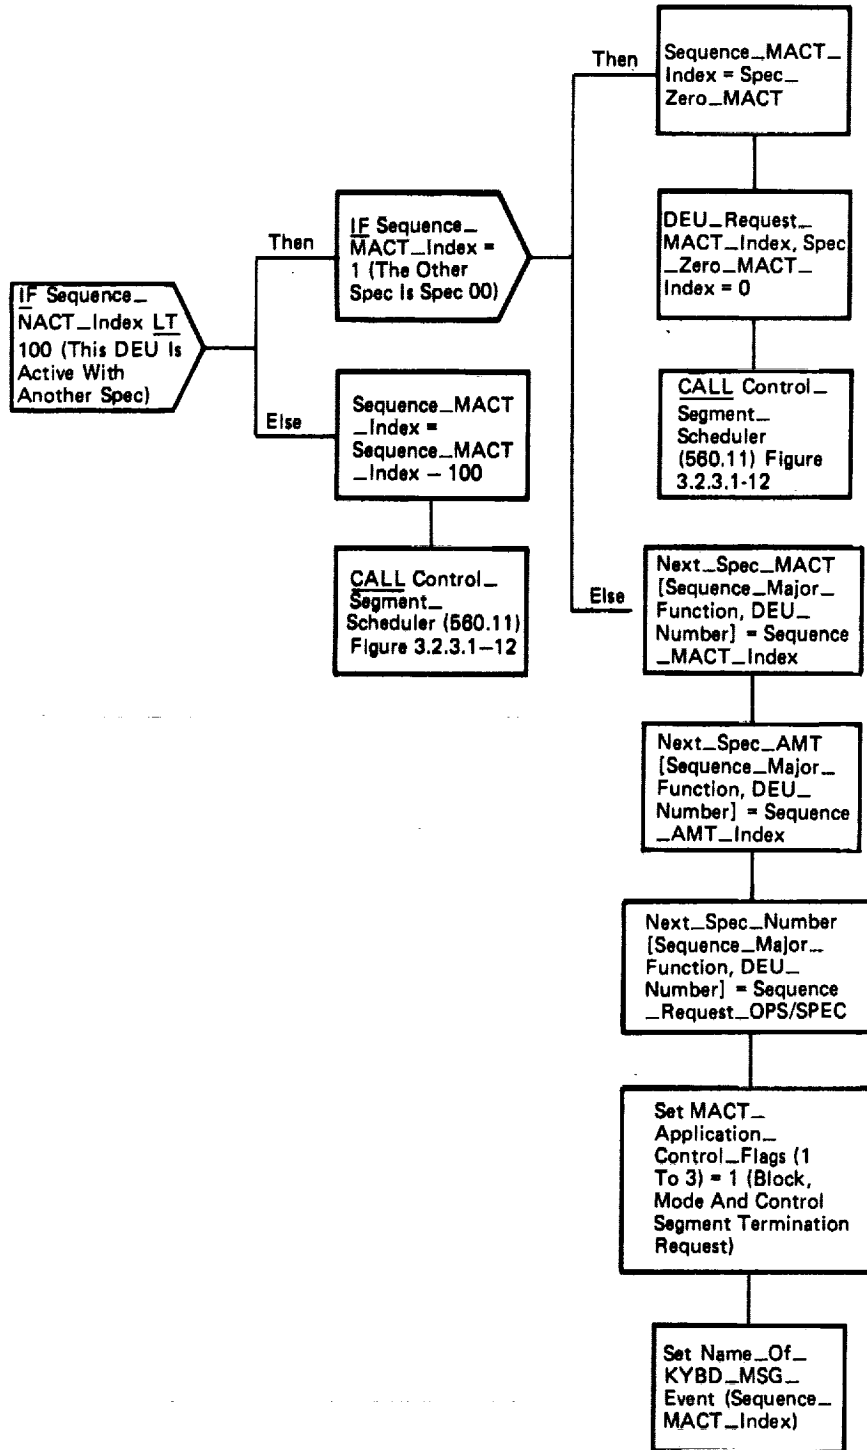 IF Sequence_
NACT_Index LT
100 (This DEU Is
Active With
Another Spec)
Then
IF Sequence_
MACT_Index =
1 (The Other
Spec Is Spec 00)
Else
Sequence_MACT
_Index =
Sequence_MACT
_Index – 100
CALL Control_
Segment_
Scheduler (560.11)
Figure 3.2.3.1–12
Then
Sequence_MACT_
Index = Spec_
Zero_MACT
DEU_Request_
MACT_Index, Spec
_Zero_MACT_
Index = 0
CALL Control_
Segment_
Scheduler
(560.11) Figure
3.2.3.1-12
Else
Next_Spec_MACT
[Sequence_Major_
Function, DEU_
Number] = Sequence
_MACT_Index
Next_Spec_AMT
[Sequence_Major_
Function, DEU_
Number] = Sequence
_AMT_Index
Next_Spec_Number
[Sequence_Major_
Function, DEU_
Number] = Sequence
_Request_OPS/SPEC
Set MACT_
Application_
Control_Flags (1
To 3) = 1 (Block,
Mode And Control
Segment Termination
Request)
Set Name_Of_
KYBD_MSG_
Event (Sequence_
MACT_Index)